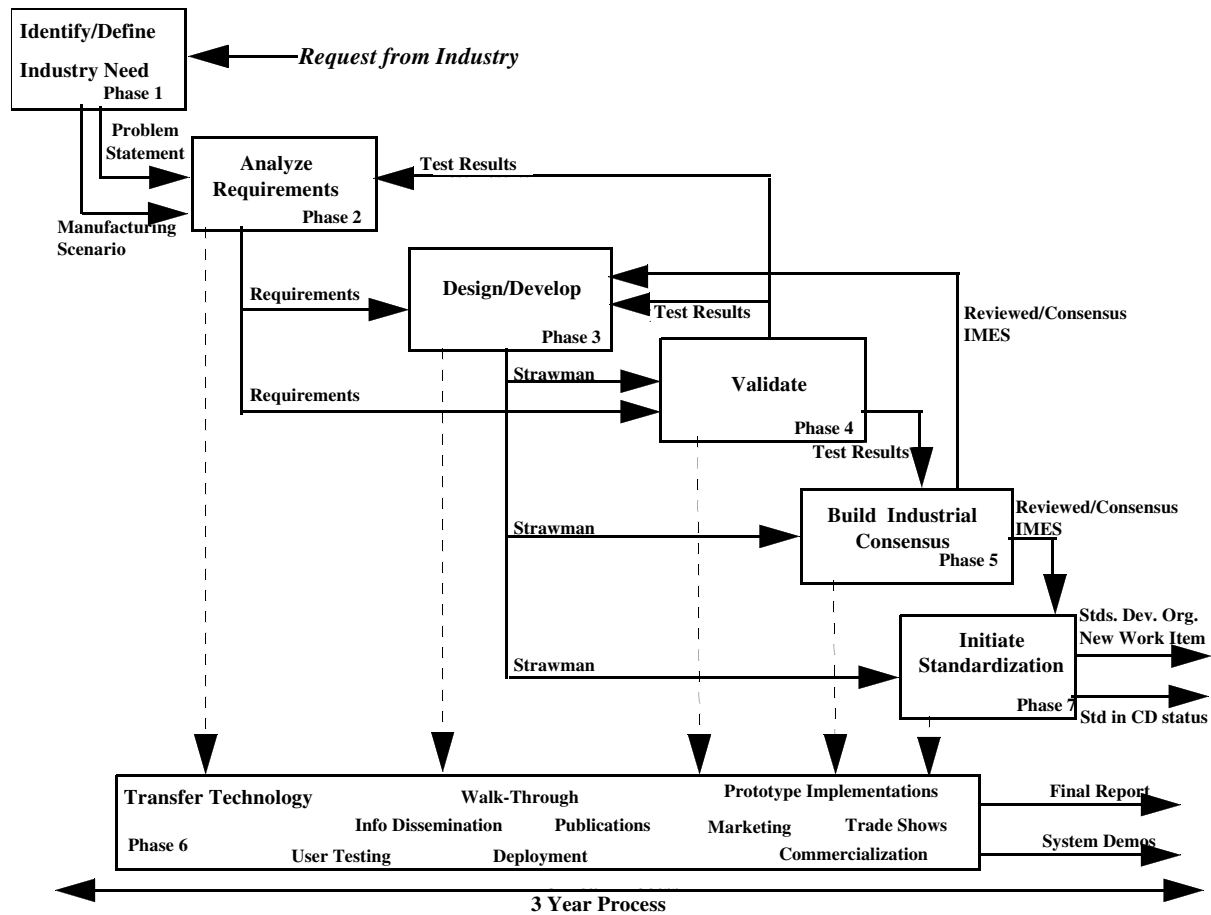 Identify/Define
Industry Need
Phase 1
Request from Industry
Problem
Statement
Manufacturing
Scenario
Analyze
Requirements
Phase 2
Test Results
Requirements
Design/Develop
Phase 3
Test Results
Reviewed/Consensus
IMES
Strawman
Requirements
Validate
Phase 4
Test Results
Strawman
Build Industrial
Consensus
Phase 5
Reviewed/Consensus
IMES
Strawman
Initiate
Standardization
Phase 7
Stds. Dev. Org.
New Work Item
Std in CD status
Transfer Technology
Phase 6
Walk-Through
Prototype Implementations
Info Dissemination
Publications
Marketing
Trade Shows
User Testing
Deployment
Commercialization
Final Report
System Demos
3 Year Process